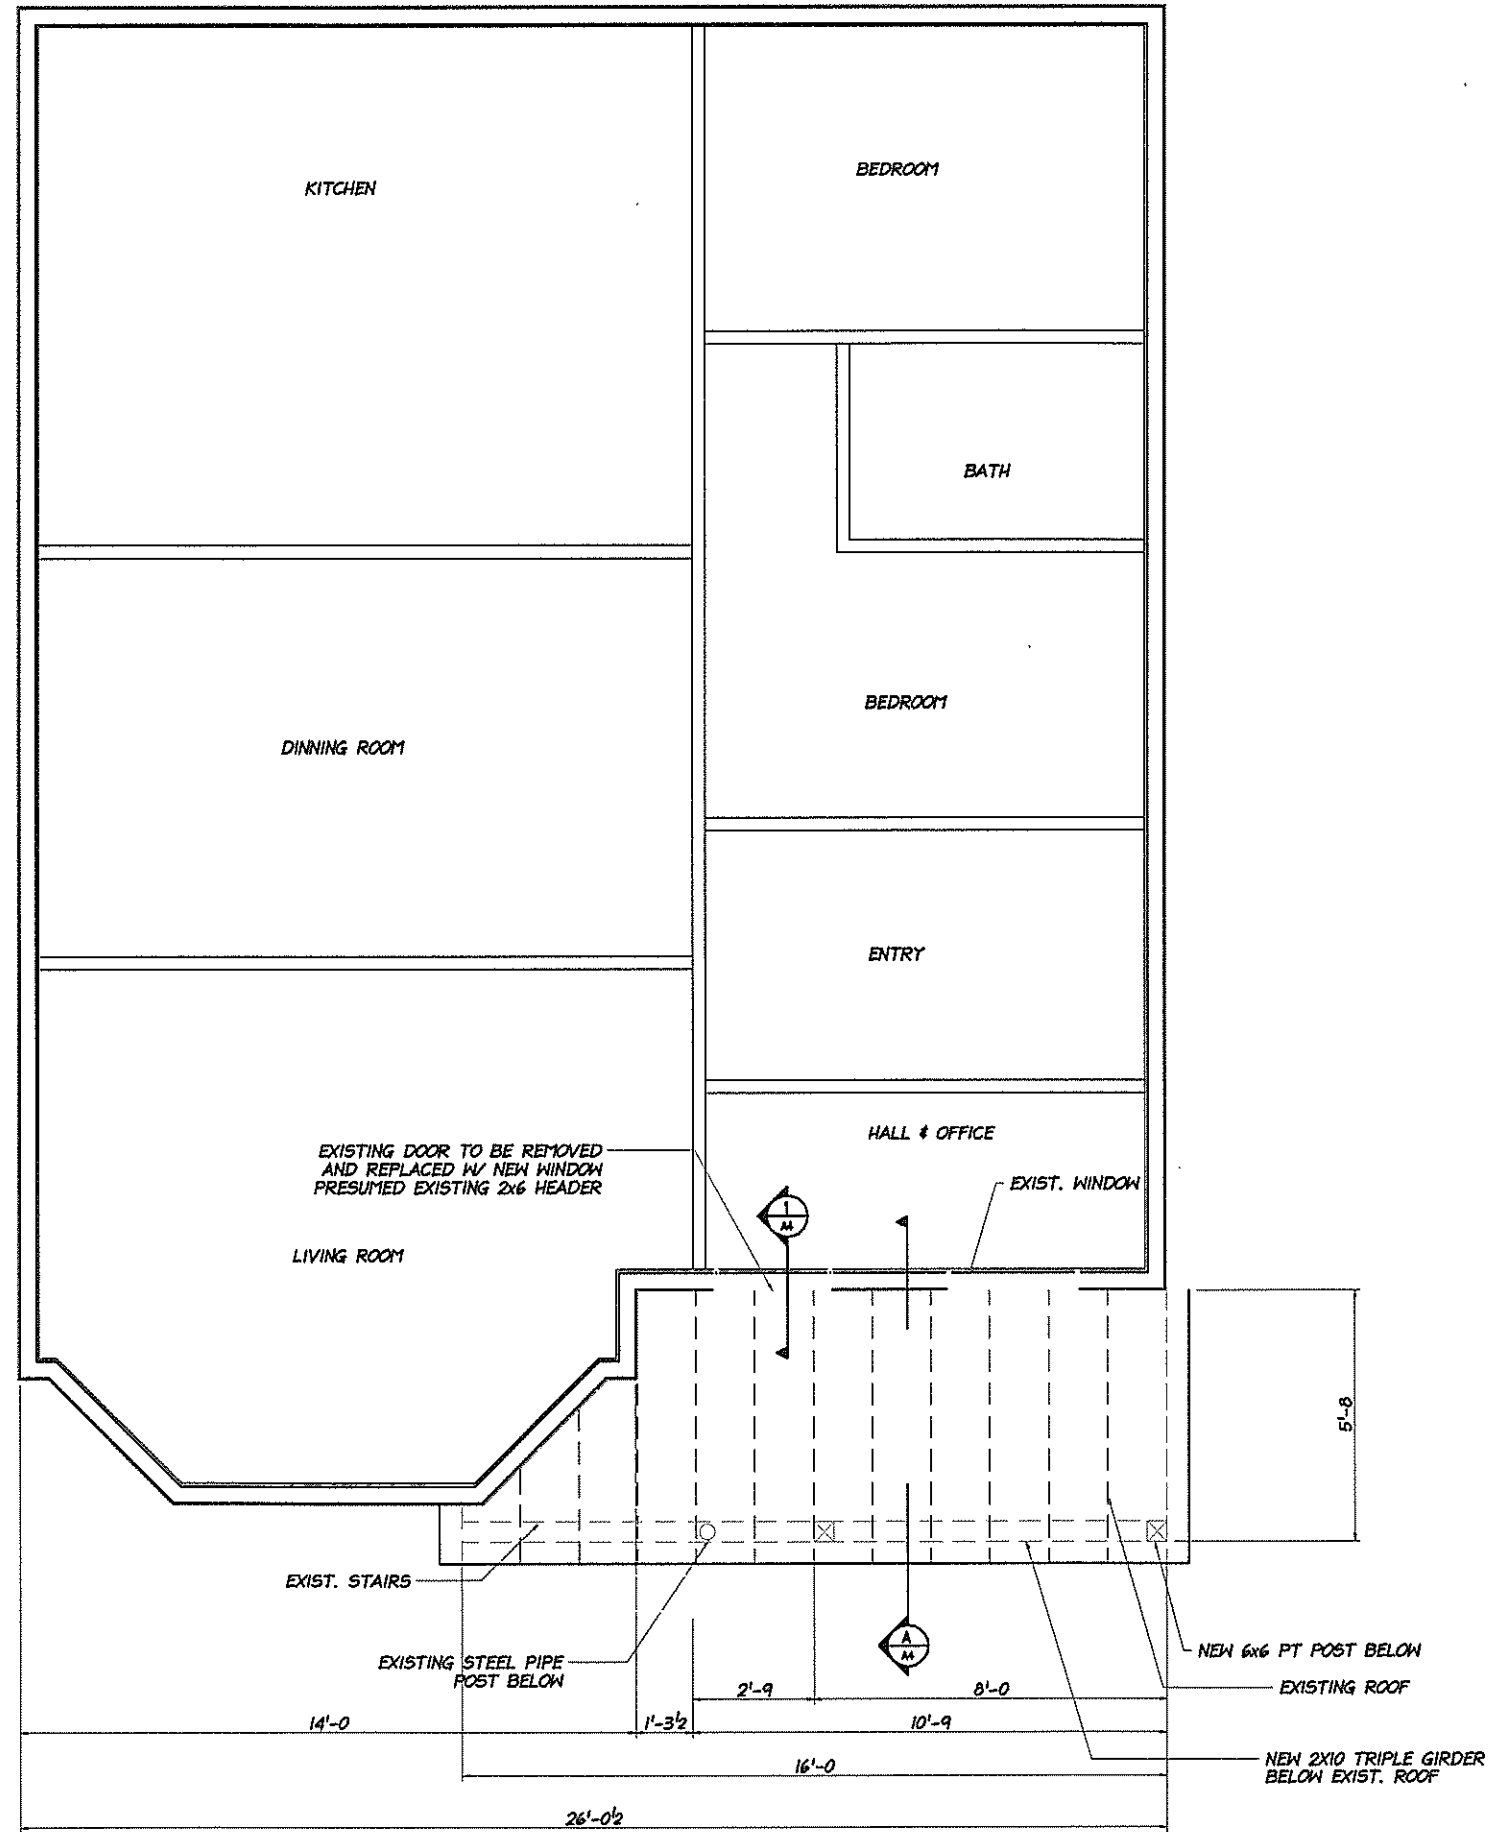 KITCHEN
BEDROOM
BATH
BEDROOM
DINNING ROOM
ENTRY
HALL & OFFICE
EXISTING DOOR TO BE REMOVED
AND REPLACED W/ NEW WINDOW
PRESUMED EXISTING 2x6 HEADER
EXIST. WINDOW
1
A4
LIVING ROOM
5'-8
EXIST. STAIRS
EXISTING STEEL PIPE
POST BELOW
A
A4
NEW 6x6 PT POST BELOW
EXISTING ROOF
2'-9
8'-0
14'-0
1'-3½
10'-9
NEW 2X10 TRIPLE GIRDER
BELOW EXIST. ROOF
16'-0
26'-0½